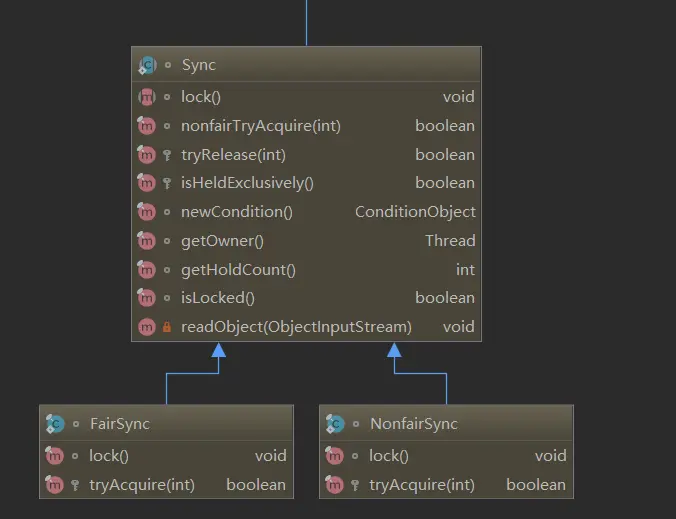 Sync
lock() void
nonfairTryAcquire(int) boolean
tryRelease(int) boolean
isHeldExclusively() boolean
newCondition() ConditionObject
getOwner() Thread
getHoldCount() int
isLocked() boolean
readObject(ObjectInputStream) void
FairSync
lock() void
tryAcquire(int) boolean
NonfairSync
lock() void
tryAcquire(int) boolean